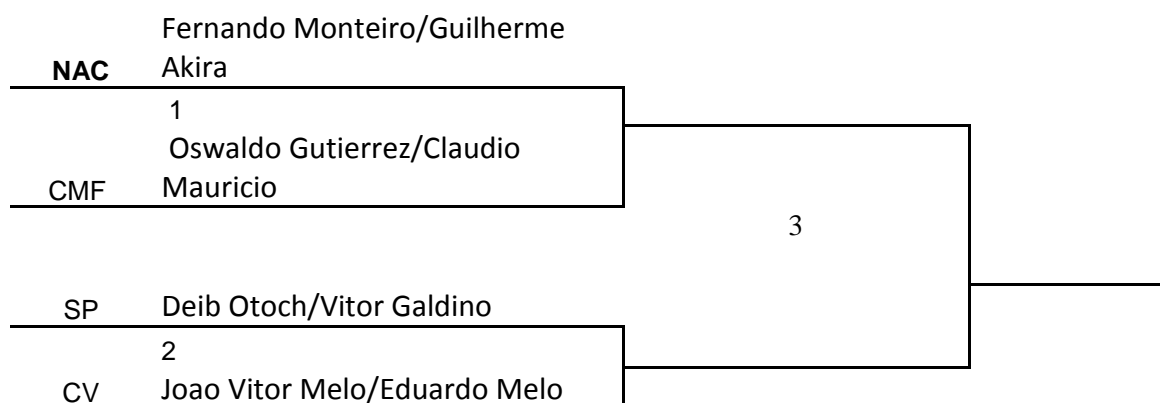 Fernando Monteiro/Guilherme
NAC Akira
1
Oswaldo Gutierrez/Claudio
CMF Mauricio
3
SP Deib Otoch/Vitor Galdino
2
CV Joao Vitor Melo/Eduardo Melo